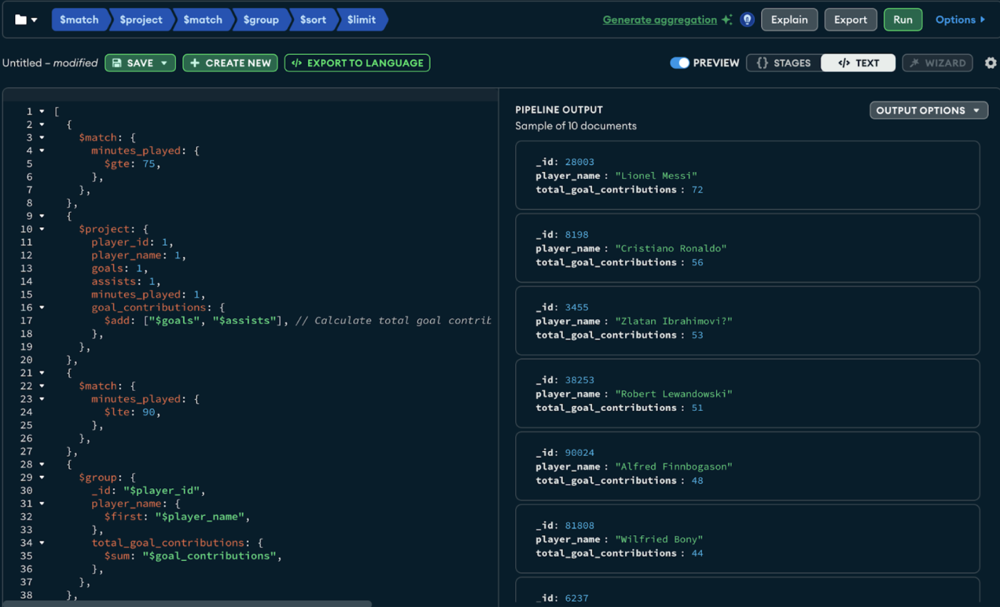 $match $project $match $group $sort $limit Generate aggregation Explain Export Run Options
Untitled – modified SAVE + CREATE NEW </> EXPORT TO LANGUAGE PREVIEW {} STAGES </> TEXT WIZARD
1 [
2 {
3 $match: {
4 minutes_played: {
5 $gte: 75,
6 },
7 },
8 },
9 {
10 $project: {
11 player_id: 1,
12 player_name: 1,
13 goals: 1,
14 assists: 1,
15 minutes_played: 1,
16 goal_contributions: {
17 $add: ["$goals", "$assists"], // Calculate total goal contrib
18 },
19 },
20 },
21 {
22 $match: {
23 minutes_played: {
24 $lte: 90,
25 },
26 },
27 },
28 {
29 $group: {
30 _id: "$player_id",
31 player_name: {
32 $first: "$player_name",
33 },
34 total_goal_contributions: {
35 $sum: "$goal_contributions",
36 },
37 },
38 },
PIPELINE OUTPUT
OUTPUT OPTIONS
Sample of 10 documents
_id: 28003
player_name : "Lionel Messi"
total_goal_contributions : 72
_id: 8198
player_name : "Cristiano Ronaldo"
total_goal_contributions : 56
_id: 3455
player_name : "Zlatan Ibrahimovi?"
total_goal_contributions : 53
_id: 38253
player_name : "Robert Lewandowski"
total_goal_contributions : 51
_id: 90024
player_name : "Alfred Finnbogason"
total_goal_contributions : 48
_id: 81808
player_name : "Wilfried Bony"
total_goal_contributions : 44
_id: 6237